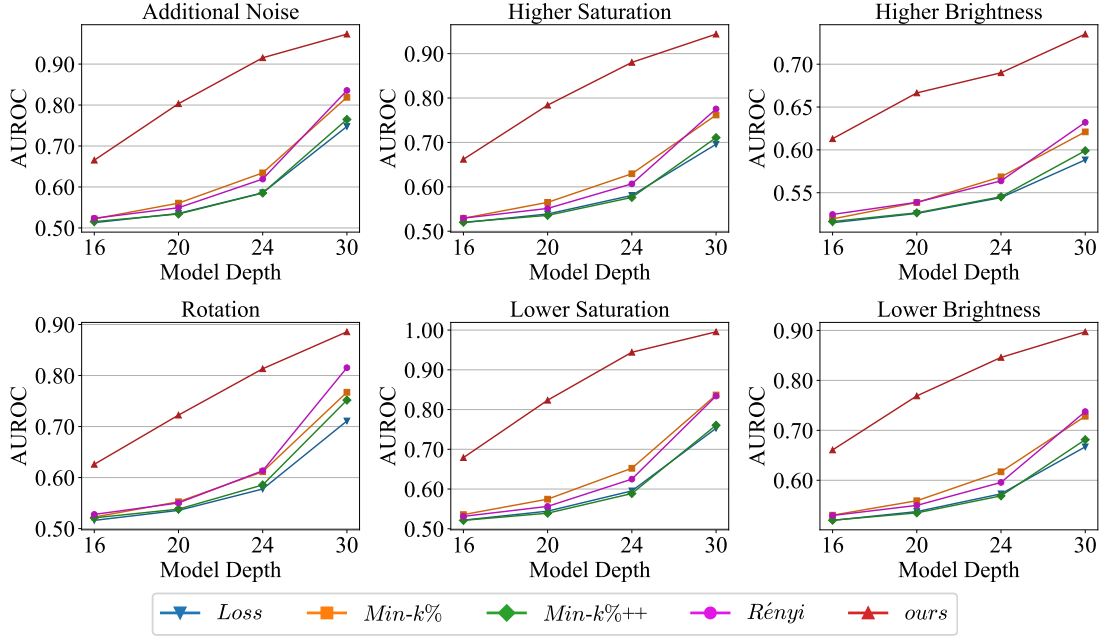 Additional Noise
Higher Saturation
Higher Brightness
AUROC
0.90
0.80
0.70
0.60
0.50
16 20 24 30
Model Depth
AUROC
0.90
0.80
0.70
0.60
0.50
16 20 24 30
Model Depth
AUROC
0.70
0.65
0.60
0.55
16 20 24 30
Model Depth
Rotation
Lower Saturation
Lower Brightness
AUROC
0.90
0.80
0.70
0.60
0.50
16 20 24 30
Model Depth
AUROC
1.00
0.90
0.80
0.70
0.60
0.50
16 20 24 30
Model Depth
AUROC
0.90
0.80
0.70
0.60
16 20 24 30
Model Depth
Loss Min-k% Min-k%++ Rényi ours